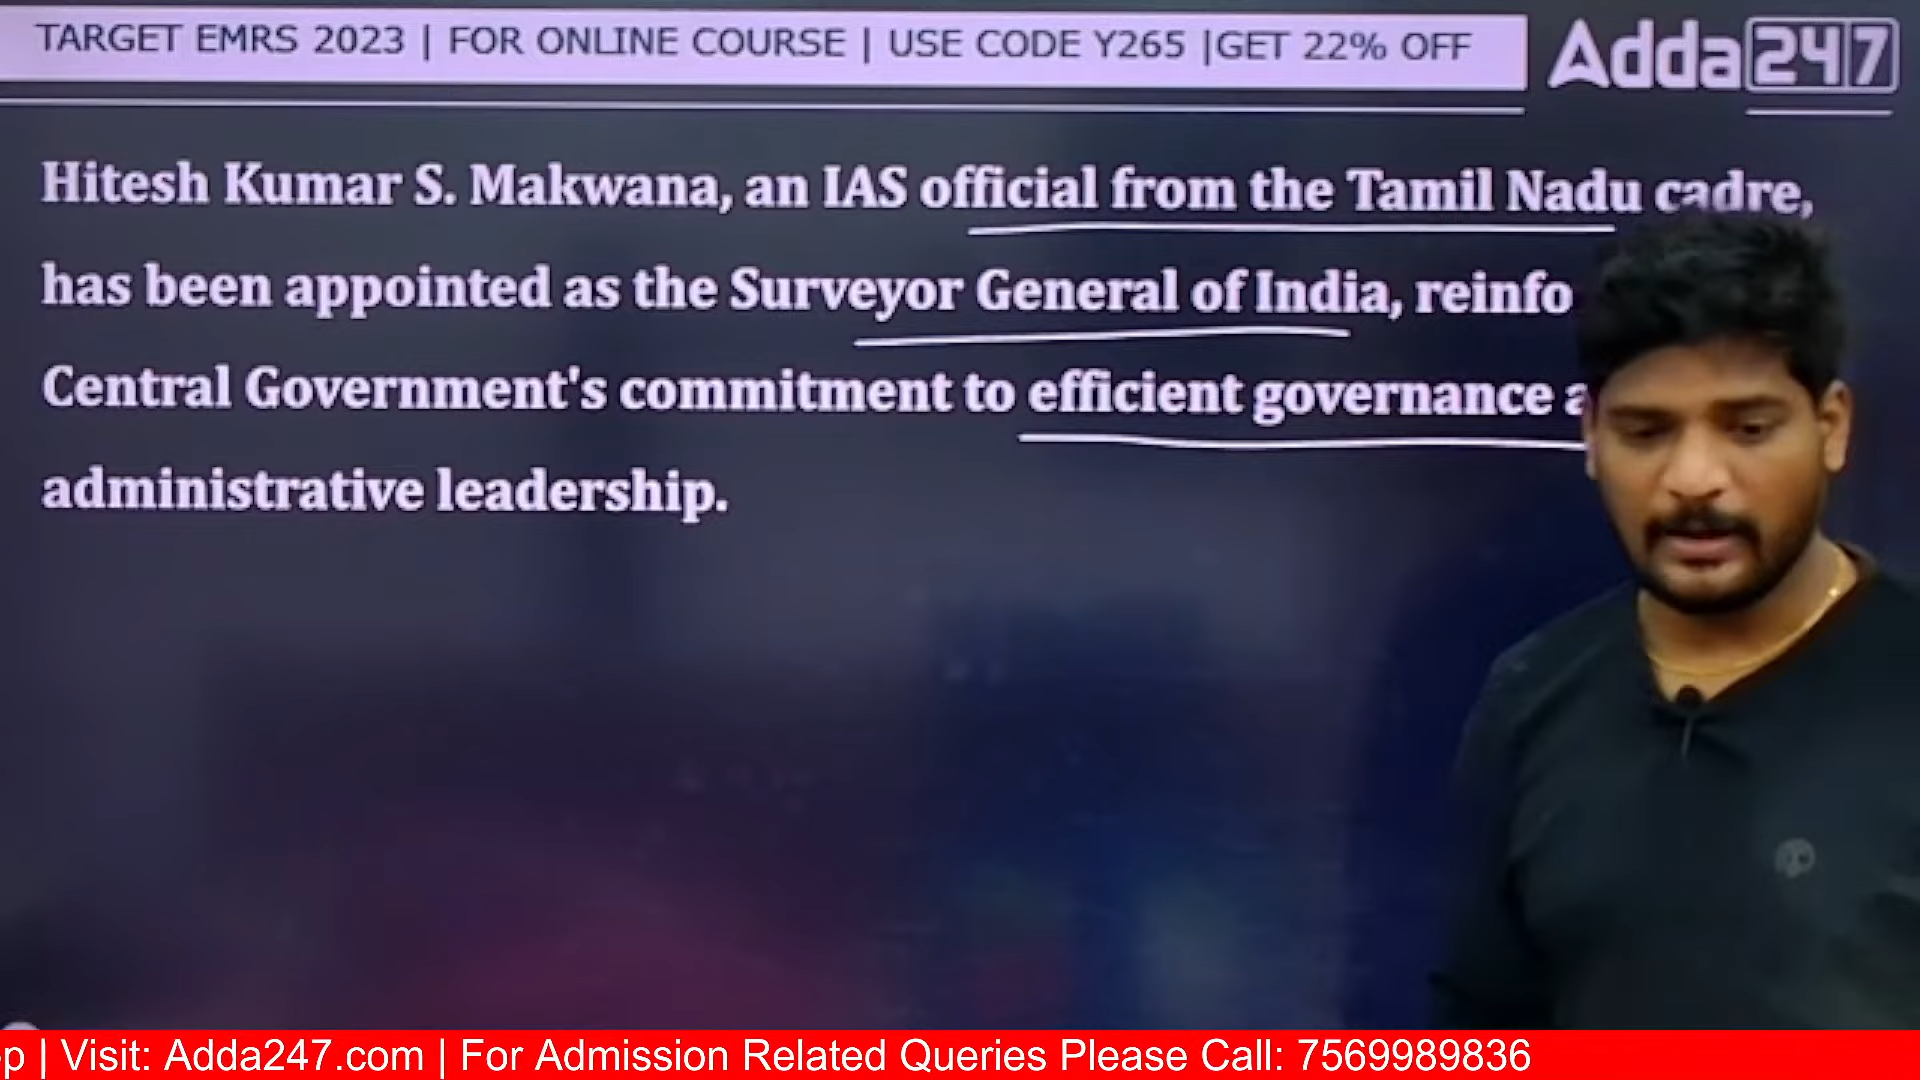 TARGET EMRS 2023 | FOR ONLINE COURSE | USE CODE Y265 |GET 22% OFF
Adda247
Hitesh Kumar S. Makwana, an IAS official from the Tamil Nadu cadre,
has been appointed as the Surveyor General of India,
Central Government's commitment to efficient governance
administrative leadership.
| Visit: Adda247.com | For Admission Related Queries Please Call: 7569989836